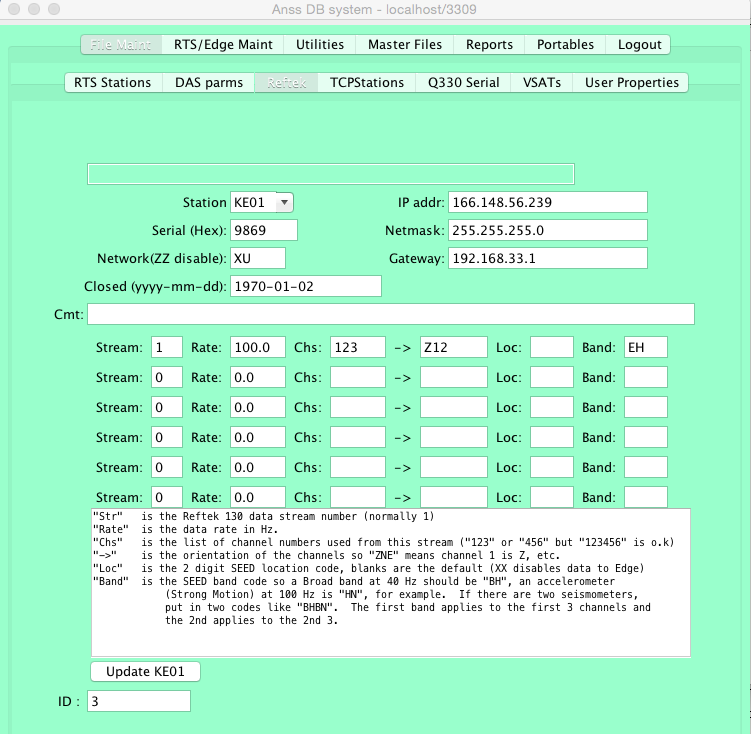 Anss DB system - localhost/3309
File Maint RTS/Edge Maint Utilities Master Files Reports Portables Logout
RTS Stations DAS parms Reftek TCPStations Q330 Serial VSATs User Properties
Station KE01 IP addr: 166.148.56.239
Serial (Hex): 9869 Netmask: 255.255.255.0
Network(ZZ disable): XU Gateway: 192.168.33.1
Closed (yyyy-mm-dd): 1970-01-02
Cmt:
Stream: 1 Rate: 100.0 Chs: 123 -> Z12 Loc: Band: EH
Stream: 0 Rate: 0.0 Chs: -> Loc: Band:
Stream: 0 Rate: 0.0 Chs: -> Loc: Band:
Stream: 0 Rate: 0.0 Chs: -> Loc: Band:
Stream: 0 Rate: 0.0 Chs: -> Loc: Band:
Stream: 0 Rate: 0.0 Chs: -> Loc: Band:
"Str" is the Reftek 130 data stream number (normally 1)
"Rate" is the data rate in Hz.
"Chs" is the list of channel numbers used from this stream ("123" or "456" but "123456" is o.k)
"->" is the orientation of the channels so "ZNE" means channel 1 is Z, etc.
"Loc" is the 2 digit SEED location code, blanks are the default (XX disables data to Edge)
"Band" is the SEED band code so a Broad band at 40 Hz should be "BH", an accelerometer
(Strong Motion) at 100 Hz is "HN", for example. If there are two seismometers,
put in two codes like "BHBN". The first band applies to the first 3 channels and
the 2nd applies to the 2nd 3.
Update KE01
ID : 3